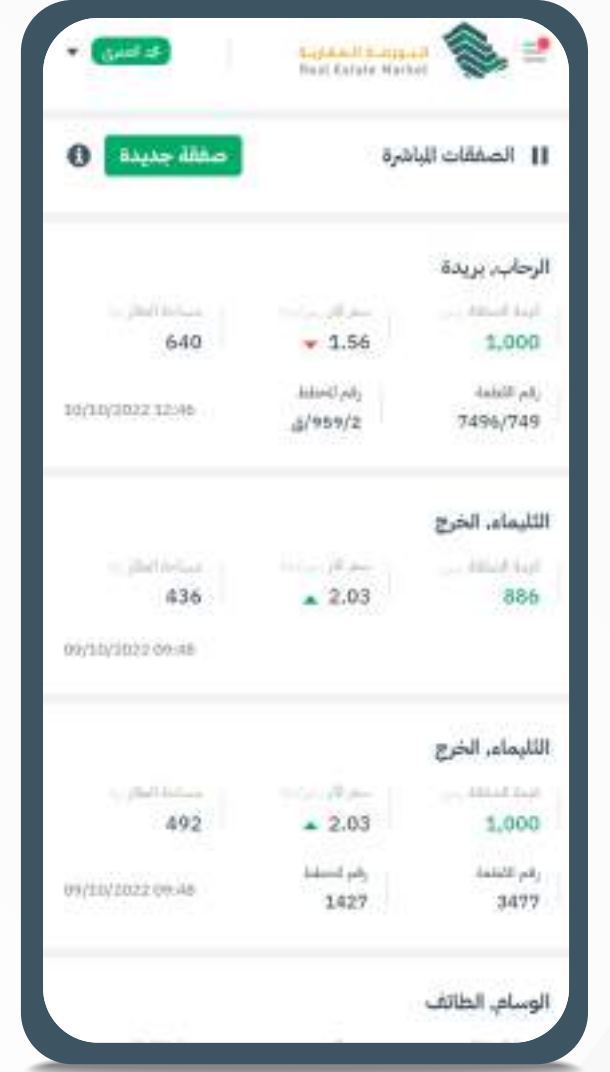 البورصة العقارية
Real Estate Market
الصفقات المباشرة
صفقة جديدة
الرحاب, بريدة
640
1.56
1,000
رقم القطعة
رقم المخطط
10/10/2022 12:46
7496/749
959/2/ق
الثليماء, الخرج
886
2.03
436
09/10/2022 09:48
الثليماء, الخرج
1,000
2.03
492
رقم القطعة
رقم المخطط
09/10/2022 09:48
3477
1427
الوسام, الطائف